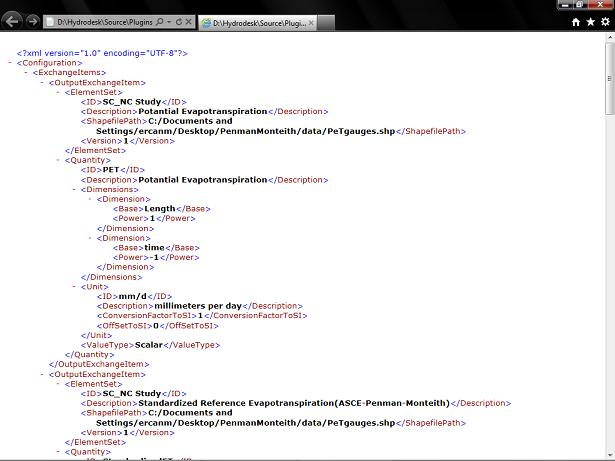 D:\Hydrodesk\Source\Plugins
D:\Hydrodesk\Source\Plugi...
<?xml version="1.0" encoding="UTF-8"?>
- <Configuration>
- <ExchangeItems>
- <OutputExchangeItem>
- <ElementSet>
<ID>SC_NC Study</ID>
<Description>Potential Evapotranspiration</Description>
<ShapefilePath>C:/Documents and
Settings/ercanm/Desktop/PenmanMonteith/data/PeTgauges.shp</ShapefilePath>
<Version>1</Version>
</ElementSet>
- <Quantity>
<ID>PET</ID>
<Description>Potential Evapotranspiration</Description>
- <Dimensions>
- <Dimension>
<Base>Length</Base>
<Power>1</Power>
</Dimension>
- <Dimension>
<Base>time</Base>
<Power>-1</Power>
</Dimension>
</Dimensions>
- <Unit>
<ID>mm/d</ID>
<Description>millimeters per day</Description>
<ConversionFactorToSI>1</ConversionFactorToSI>
<OffSetToSI>0</OffSetToSI>
</Unit>
<ValueType>Scalar</ValueType>
</Quantity>
</OutputExchangeItem>
- <OutputExchangeItem>
- <ElementSet>
<ID>SC_NC Study</ID>
<Description>Standardized Reference Evapotranspiration(ASCE-Penman-Monteith)</Description>
<ShapefilePath>C:/Documents and
Settings/ercanm/Desktop/PenmanMonteith/data/PeTgauges.shp</ShapefilePath>
<Version>1</Version>
</ElementSet>
- <Quantity>